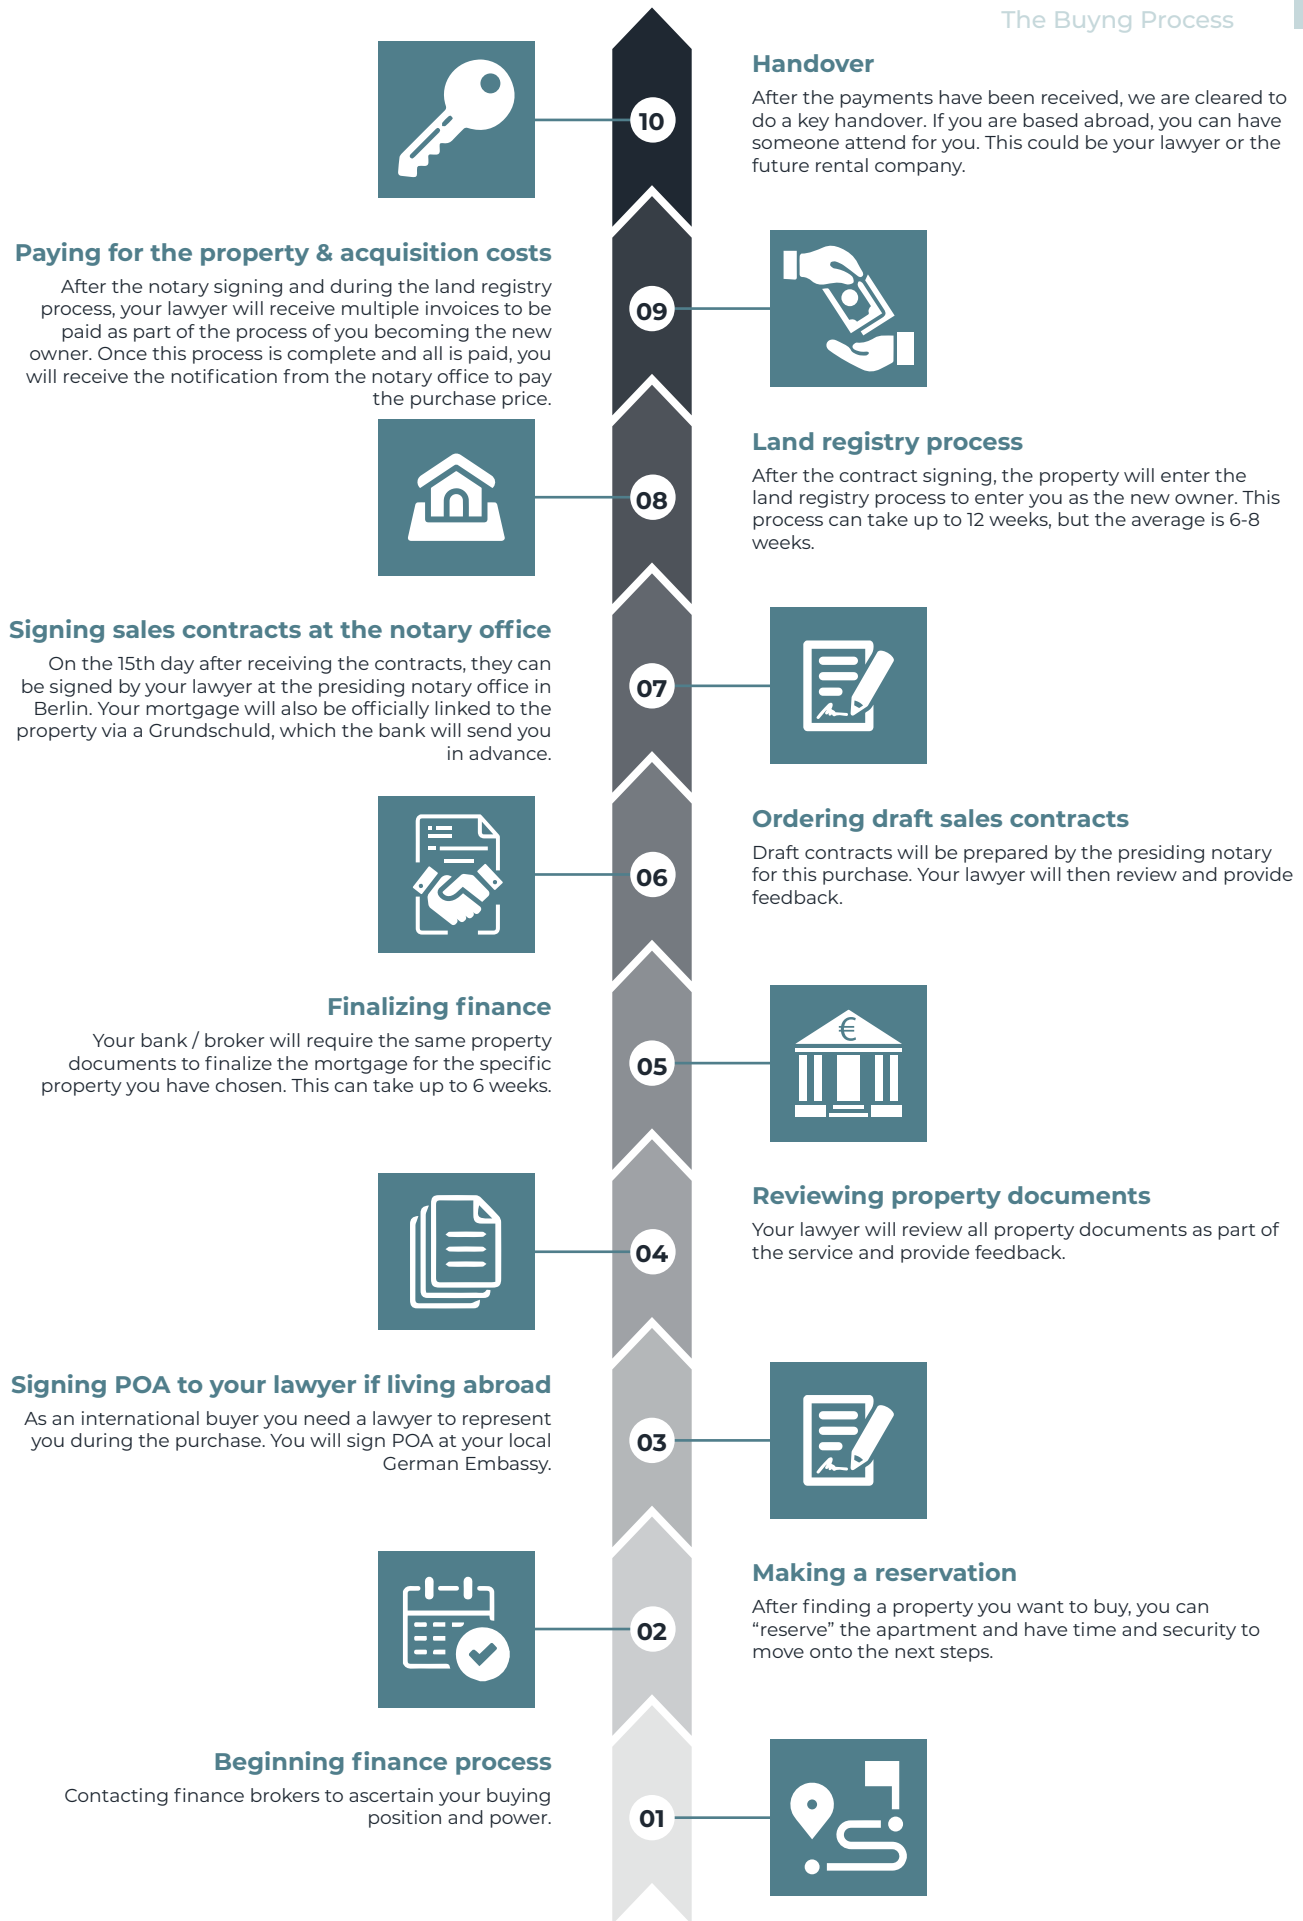 The Buyng Process
Handover
After the payments have been received, we are cleared to
do a key handover. If you are based abroad, you can have
someone attend for you. This could be your lawyer or the
future rental company.
10
Paying for the property & acquisition costs
After the notary signing and during the land registry
process, your lawyer will receive multiple invoices to be
paid as part of the process of you becoming the new
owner. Once this process is complete and all is paid, you
will receive the notification from the notary office to pay
the purchase price.
09
Land registry process
After the contract signing, the property will enter the
land registry process to enter you as the new owner. This
process can take up to 12 weeks, but the average is 6-8
weeks.
08
Signing sales contracts at the notary office
On the 15th day after receiving the contracts, they can
be signed by your lawyer at the presiding notary office in
Berlin. Your mortgage will also be officially linked to the
property via a Grundschuld, which the bank will send you
in advance.
07
Ordering draft sales contracts
Draft contracts will be prepared by the presiding notary
for this purchase. Your lawyer will then review and provide
feedback.
06
Finalizing finance
Your bank / broker will require the same property
documents to finalize the mortgage for the specific
property you have chosen. This can take up to 6 weeks.
05
€
Reviewing property documents
Your lawyer will review all property documents as part of
the service and provide feedback.
04
Signing POA to your lawyer if living abroad
As an international buyer you need a lawyer to represent
you during the purchase. You will sign POA at your local
German Embassy.
03
Making a reservation
After finding a property you want to buy, you can
“reserve” the apartment and have time and security to
move onto the next steps.
02
Beginning finance process
Contacting finance brokers to ascertain your buying
position and power.
01